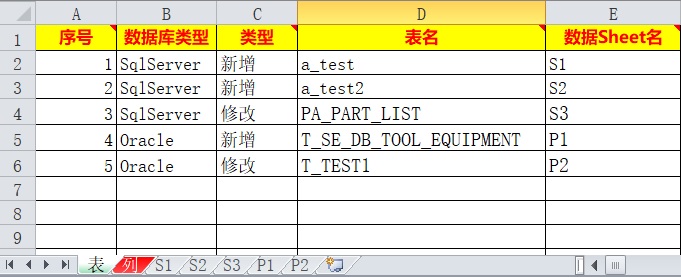 A B C D E
1 序号 数据库类型 类型 表名 数据Sheet名
2 1 SqlServer 新增 a_test S1
3 2 SqlServer 新增 a_test2 S2
4 3 SqlServer 修改 PA_PART_LIST S3
5 4 Oracle 新增 T_SE_DB_TOOL_EQUIPMENT P1
6 5 Oracle 修改 T_TEST1 P2
7
8
9
表 列 S1 S2 S3 P1 P2